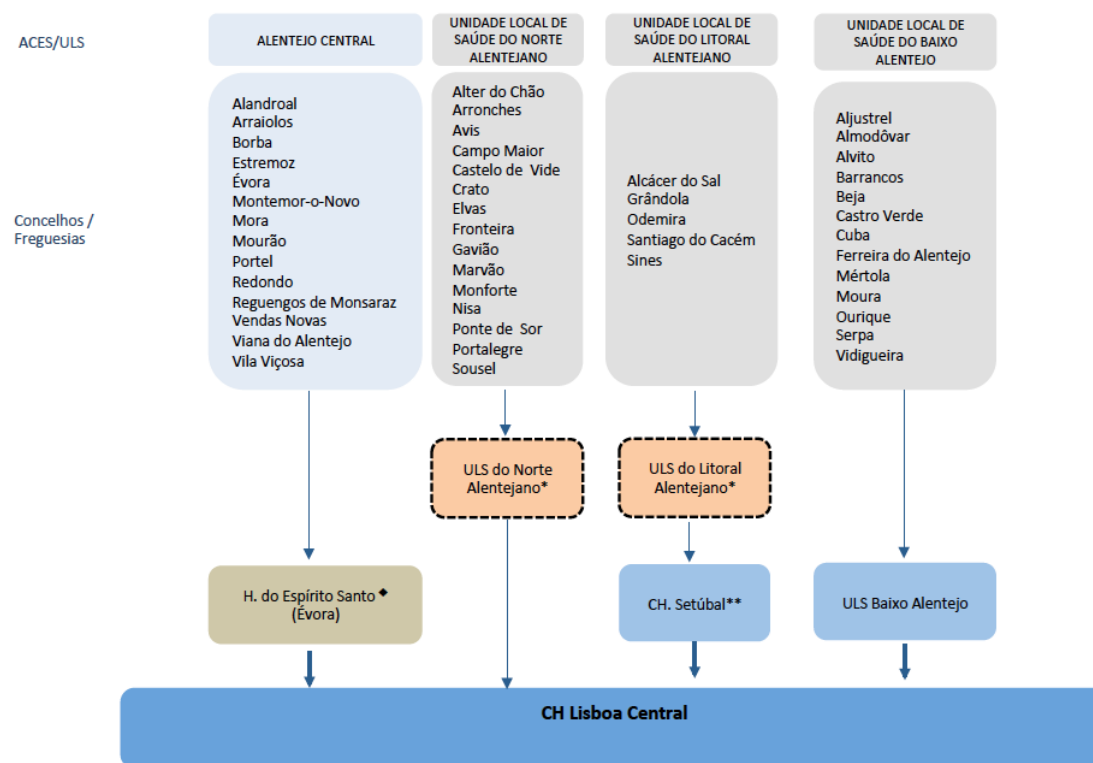 ACES/ULS
ALENTEJO CENTRAL
UNIDADE LOCAL DE
SAÚDE DO NORTE
ALENTEJANO
UNIDADE LOCAL DE
SAÚDE DO LITORAL
ALENTEJANO
UNIDADE LOCAL DE
SAÚDE DO BAIXO
ALENTEJO
Concelhos /
Freguesias
Alandroal
Arraiolos
Borba
Estremoz
Évora
Montemor-o-Novo
Mora
Mourão
Portel
Redondo
Reguengos de Monsaraz
Vendas Novas
Viana do Alentejo
Vila Viçosa
Alter do Chão
Arronches
Avis
Campo Maior
Castelo de Vide
Crato
Elvas
Fronteira
Gavião
Marvão
Monforte
Nisa
Ponte de Sor
Portalegre
Sousel
Alcácer do Sal
Grândola
Odemira
Santiago do Cacém
Sines
Aljustrel
Almodôvar
Alvito
Barrancos
Beja
Castro Verde
Cuba
Ferreira do Alentejo
Mértola
Moura
Ourique
Serpa
Vidigueira
ULS do Norte
Alentejano*
ULS do Litoral
Alentejano*
H. do Espírito Santo ◆
(Évora)
CH. Setúbal**
ULS Baixo Alentejo
CH Lisboa Central